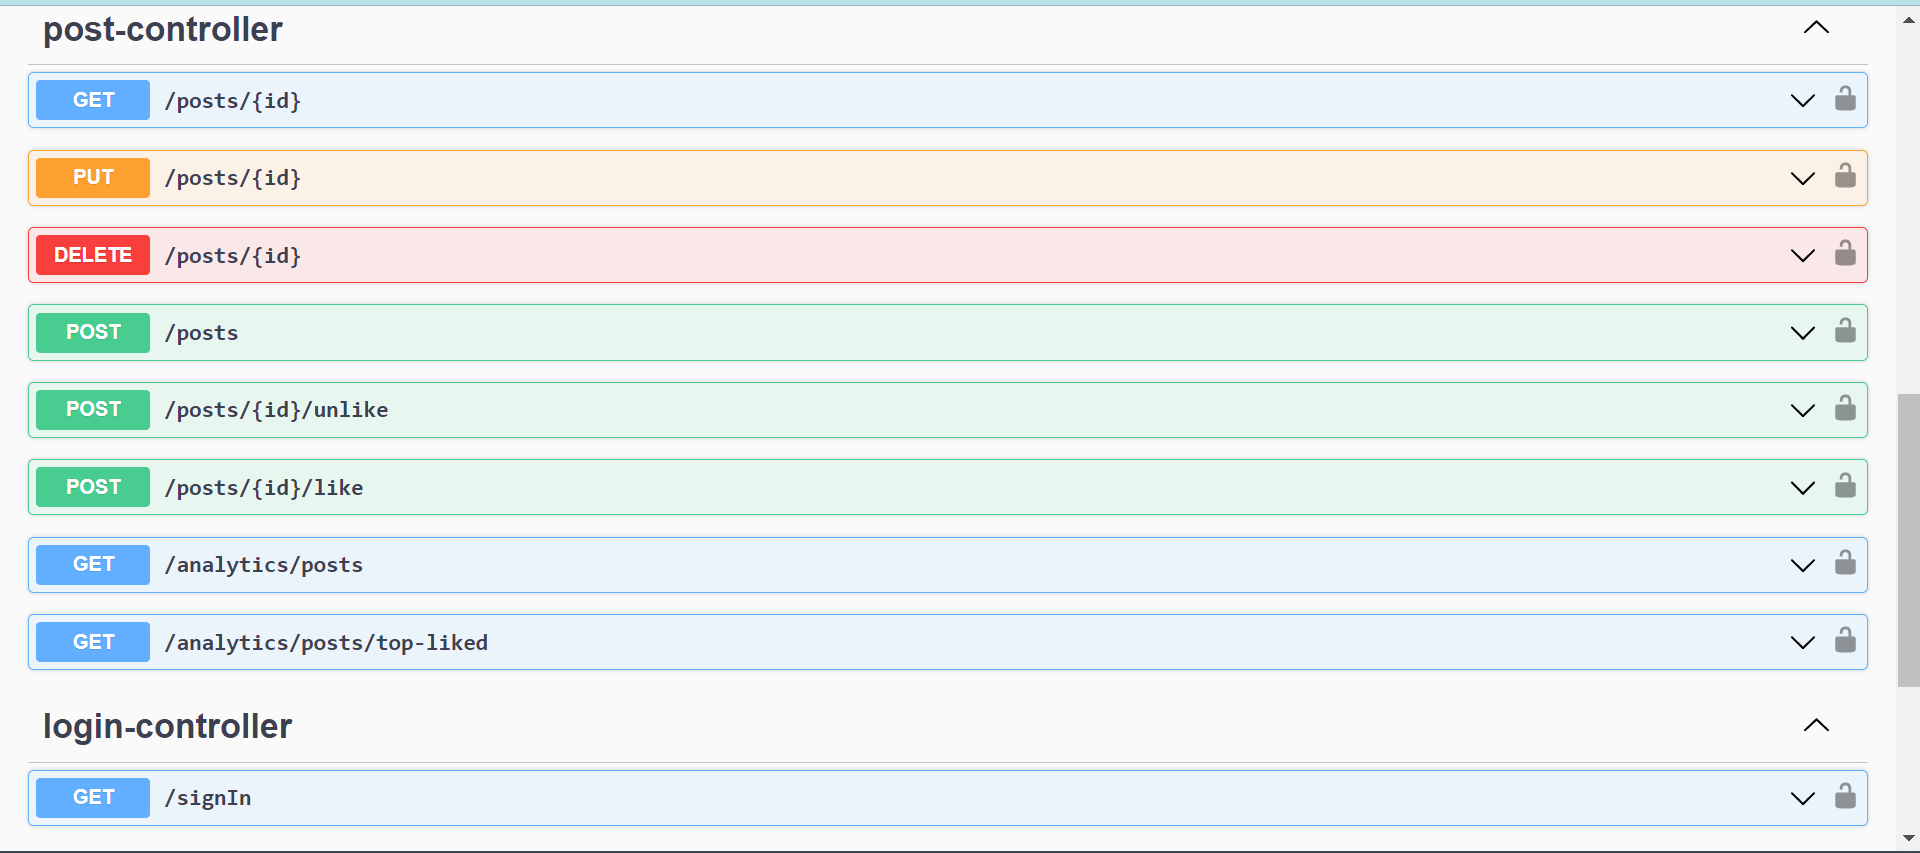 post-controller
GET /posts/{id}
PUT /posts/{id}
DELETE /posts/{id}
POST /posts
POST /posts/{id}/unlike
POST /posts/{id}/like
GET /analytics/posts
GET /analytics/posts/top-liked
login-controller
GET /signIn